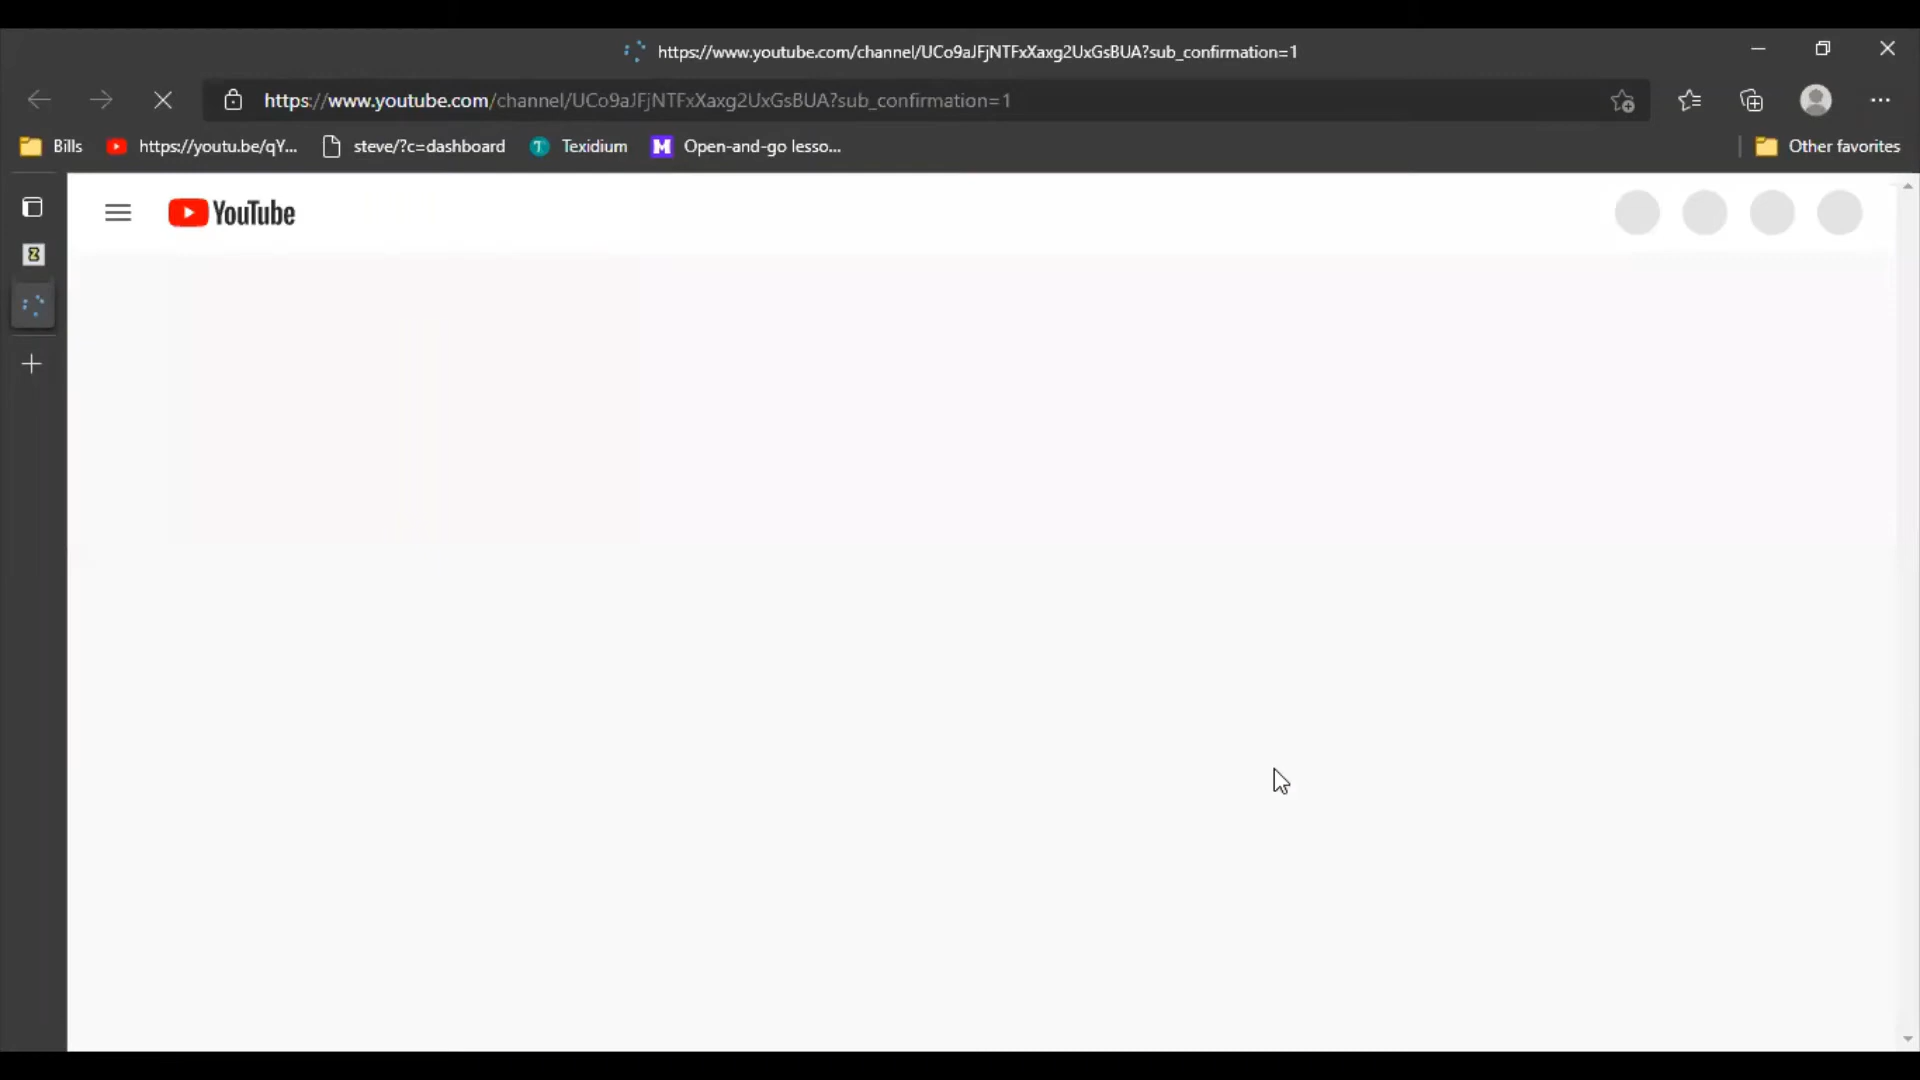 https://www.youtube.com/channel/UCo9aJFjNTFxXaxg2UxGsBUA?sub_confirmation=1
https://www.youtube.com/channel/UCo9aJFjNTFxXaxg2UxGsBUA?sub_confirmation=1
Bills https://youtu.be/qY... steve/?c=dashboard Texidium M Open-and-go lesso... Other favorites
YouTube